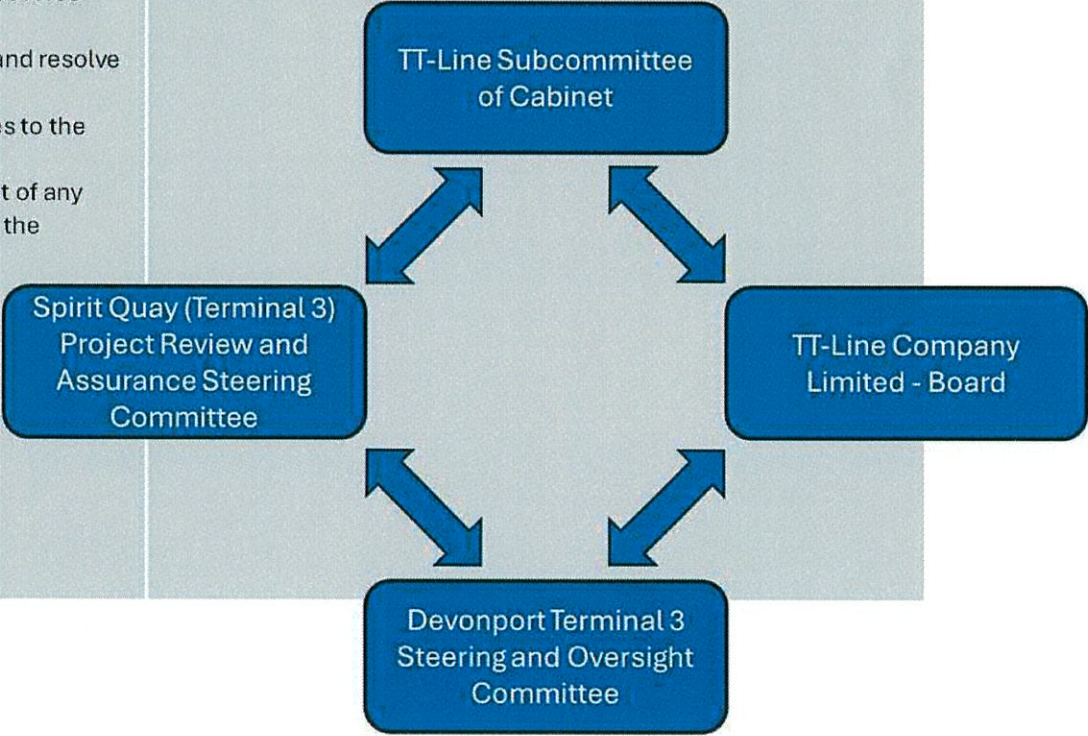 and resolve
s to the
t of any
the
TT-Line Subcommittee
of Cabinet
Spirit Quay (Terminal 3)
Project Review and
Assurance Steering
Committee
TT-Line Company
Limited - Board
Devonport Terminal 3
Steering and Oversight
Committee